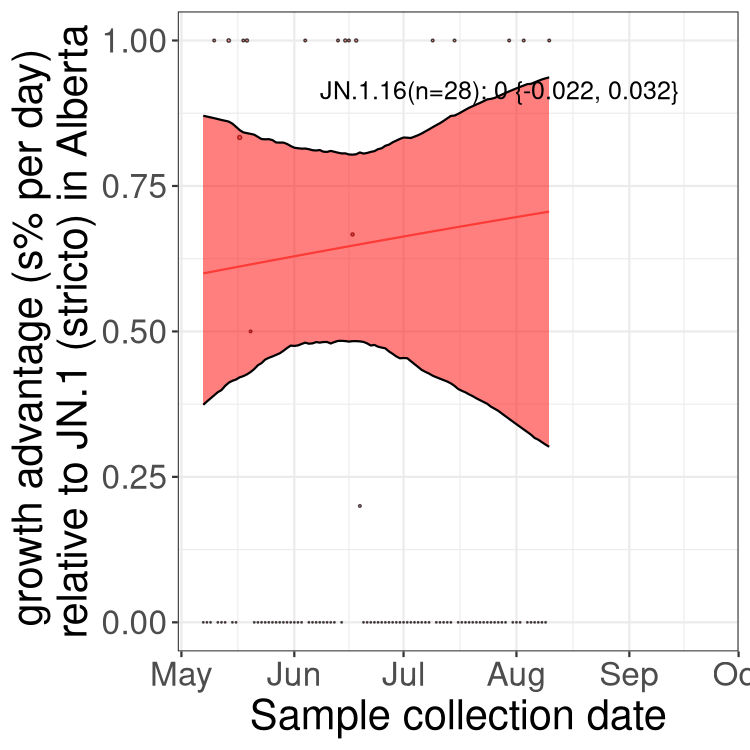 growth advantage (s% per day)
relative to JN.1 (stricto) in Alberta
1.00
0.75
0.50
0.25
0.00
JN.1.16(n=28): 0 {-0.022, 0.032}
May Jun Jul Aug Sep Oc
Sample collection date